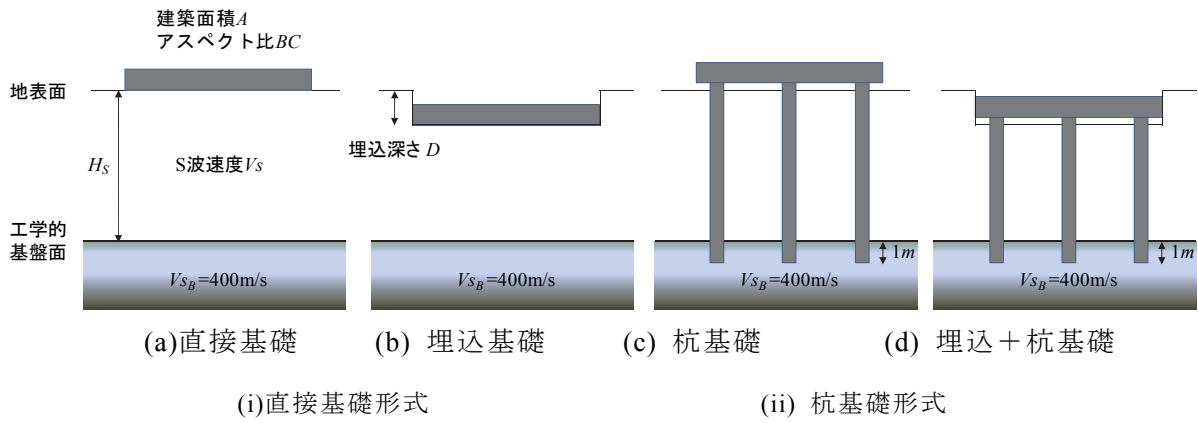 建築面積A
アスペクト比BC
地表面
埋込深さ D
H_S
S波速度Vs
工学的
基盤面
1m
1m
Vs_B=400m/s
Vs_B=400m/s
Vs_B=400m/s
Vs_B=400m/s
(a)直接基礎
(b) 埋込基礎
(c) 杭基礎
(d) 埋込＋杭基礎
(i)直接基礎形式
(ii) 杭基礎形式